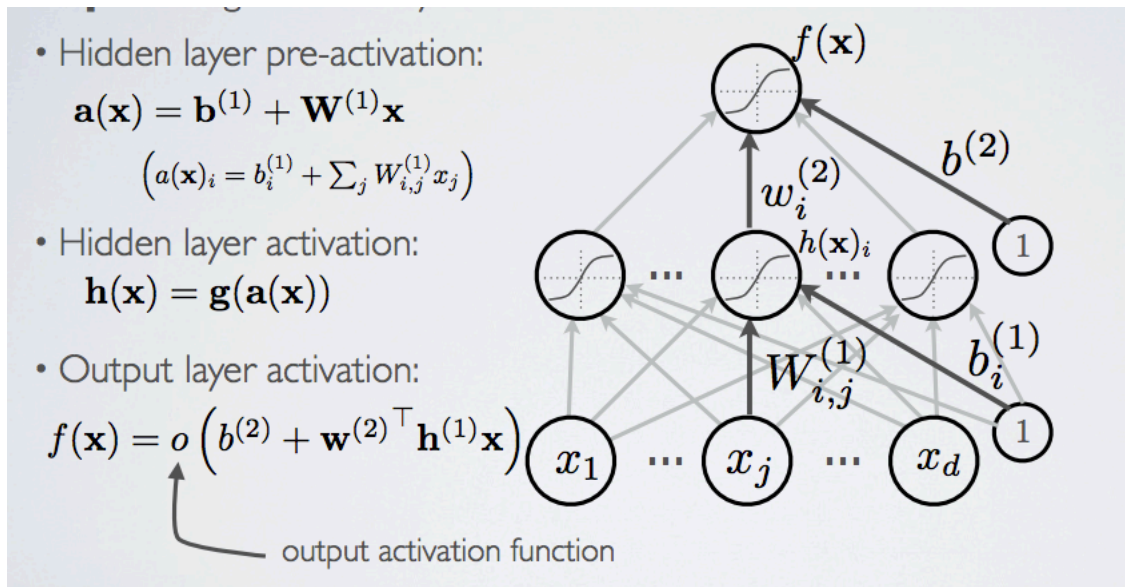 • Hidden layer pre-activation:
a(x) = b^(1) + W^(1)x
(a(x)_i = b_i^(1) + ∑_j W_{i,j}^(1) x_j)
• Hidden layer activation:
h(x) = g(a(x))
• Output layer activation:
f(x) = o(b^(2) + w^(2)⊤ h^(1)x)
output activation function
f(x)
b^(2)
w_i^(2)
1
h(x)_i
... ...
W_{i,j}^(1)
b_i^(1)
1
x_1 ... x_j ... x_d